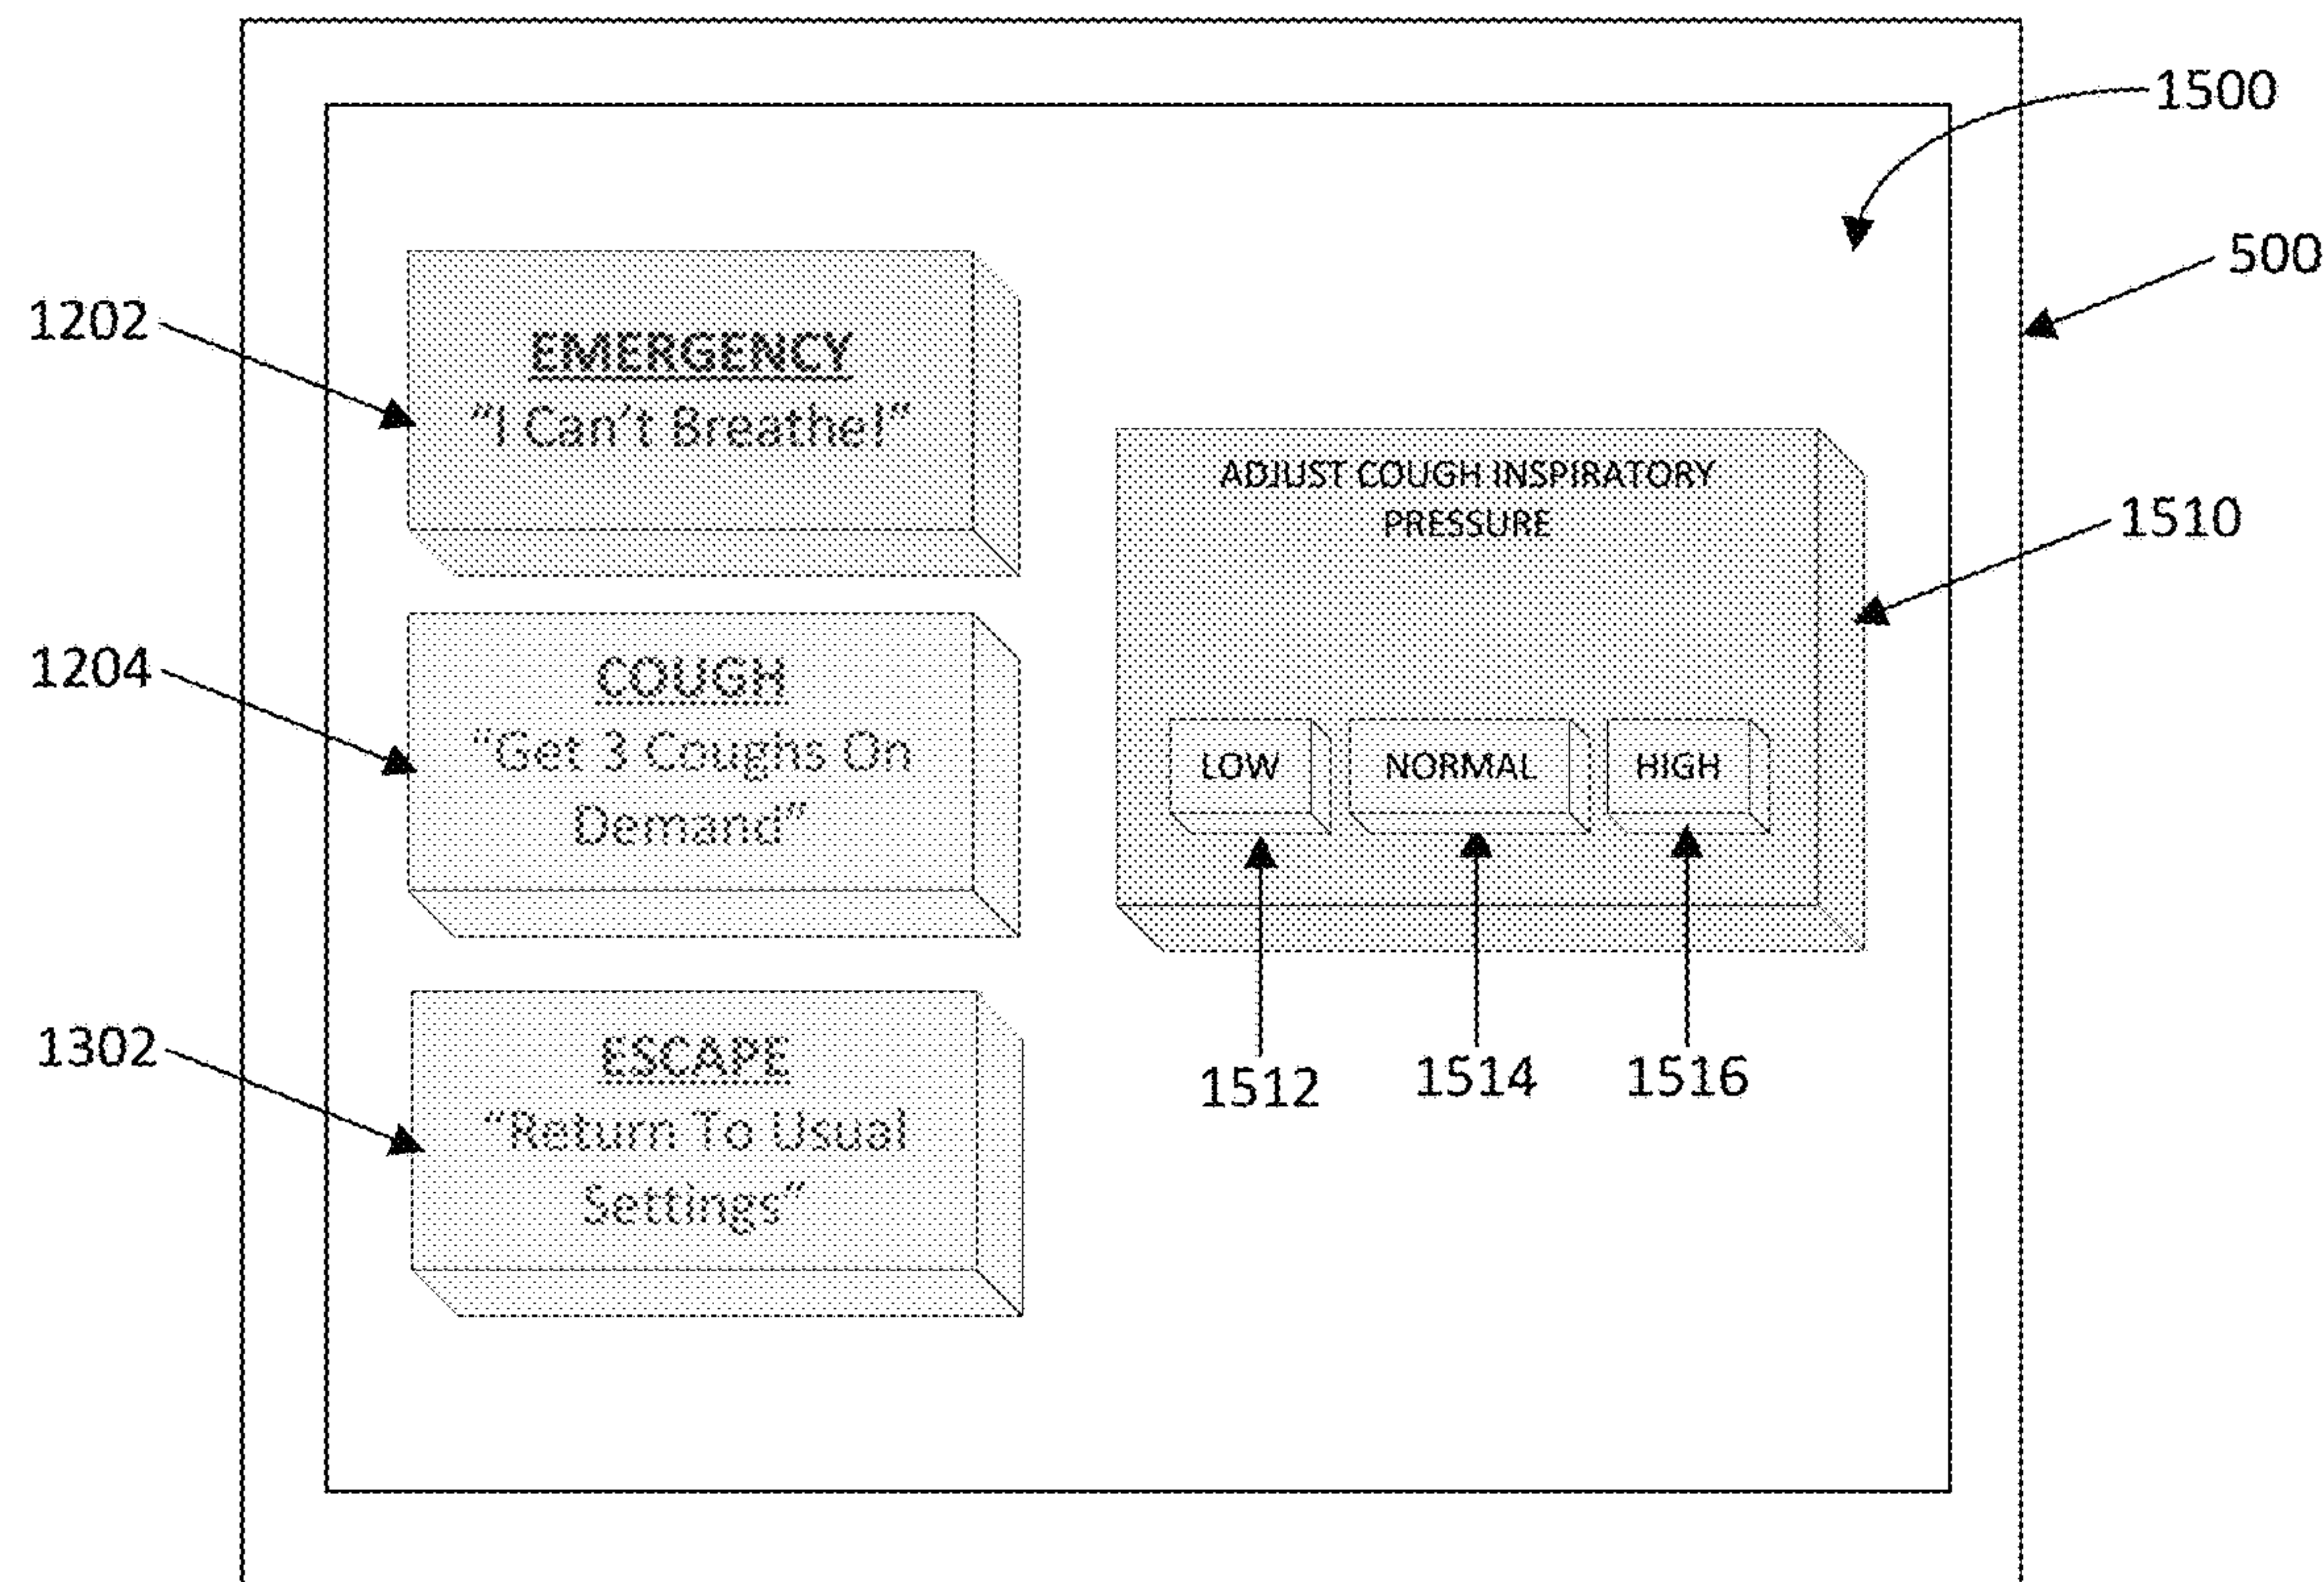 1500
500
1202
EMERGENCY
"I Can't Breathe!"
ADJUST COUGH INSPIRATORY
PRESSURE
1510
1204
COUGH
"Get 3 Coughs On
Demand"
LOW
NORMAL
HIGH
1512
1514
1516
1302
ESCAPE
"Return To Usual
Settings"